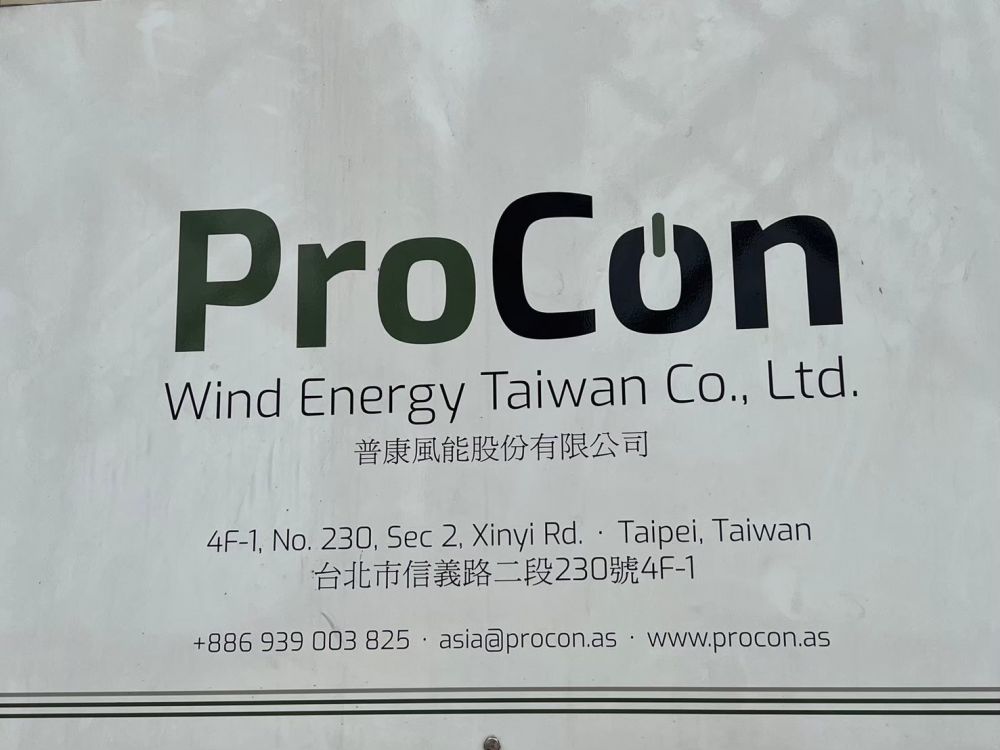 ProCon
Wind Energy Taiwan Co., Ltd.
普康風能股份有限公司
4F-1, No. 230, Sec 2, Xinyi Rd. · Taipei, Taiwan
台北市信義路二段230號4F-1
+886 939 003 825 · asia@procon.as · www.procon.as